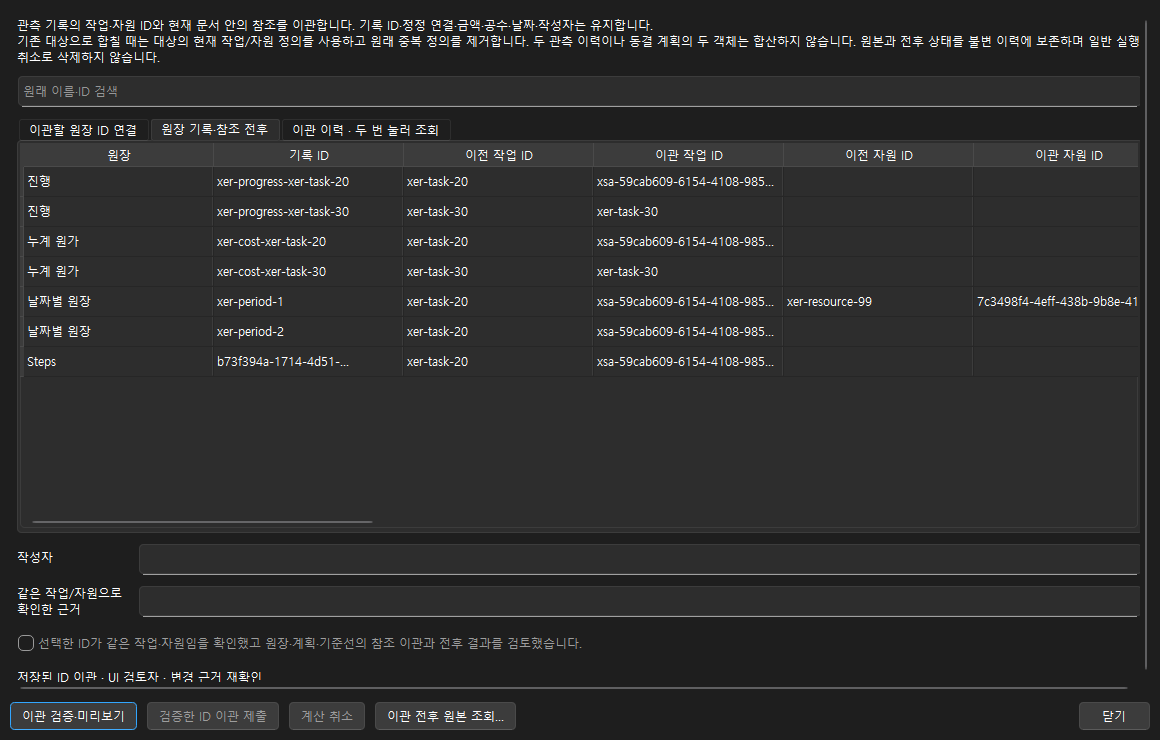 관측 기록의 작업·자원 ID와 현재 문서 안의 참조를 이관합니다. 기록 ID·정정 연결·금액·공수·날짜·작성자는 유지합니다.
기존 대상으로 합칠 때는 대상의 현재 작업/자원 정의를 사용하고 원래 중복 정의를 제거합니다. 두 관측 이력이나 동결 계획의 두 객체는 합산하지 않습니다. 원본과 전후 상태를 불변 이력에 보존하며 일반 실행
취소로 삭제하지 않습니다.
원래 이름·ID 검색
이관할 원장 ID 연결 원장 기록·참조 전후 이관 이력 · 두 번 눌러 조회
원장 기록 ID 이전 작업 ID 이관 작업 ID 이전 자원 ID 이관 자원 ID
진행 xer-progress-xer-task-20 xer-task-20 xsa-59cab609-6154-4108-985...
진행 xer-progress-xer-task-30 xer-task-30 xer-task-30
누계 원가 xer-cost-xer-task-20 xer-task-20 xsa-59cab609-6154-4108-985...
누계 원가 xer-cost-xer-task-30 xer-task-30 xer-task-30
날짜별 원장 xer-period-1 xer-task-20 xsa-59cab609-6154-4108-985... xer-resource-99 7c3498f4-4eff-438b-9b8e-41
날짜별 원장 xer-period-2 xer-task-20 xsa-59cab609-6154-4108-985...
Steps b73f394a-1714-4d51-... xer-task-20 xsa-59cab609-6154-4108-985...
작성자
같은 작업/자원으로
확인한 근거
선택한 ID가 같은 작업·자원임을 확인했고 원장·계획·기준선의 참조 이관과 전후 결과를 검토했습니다.
저장된 ID 이관 · UI 검토자 · 변경 근거 재확인
이관 검증·미리보기 검증한 ID 이관 제출 계산 취소 이관 전후 원본 조회... 닫기